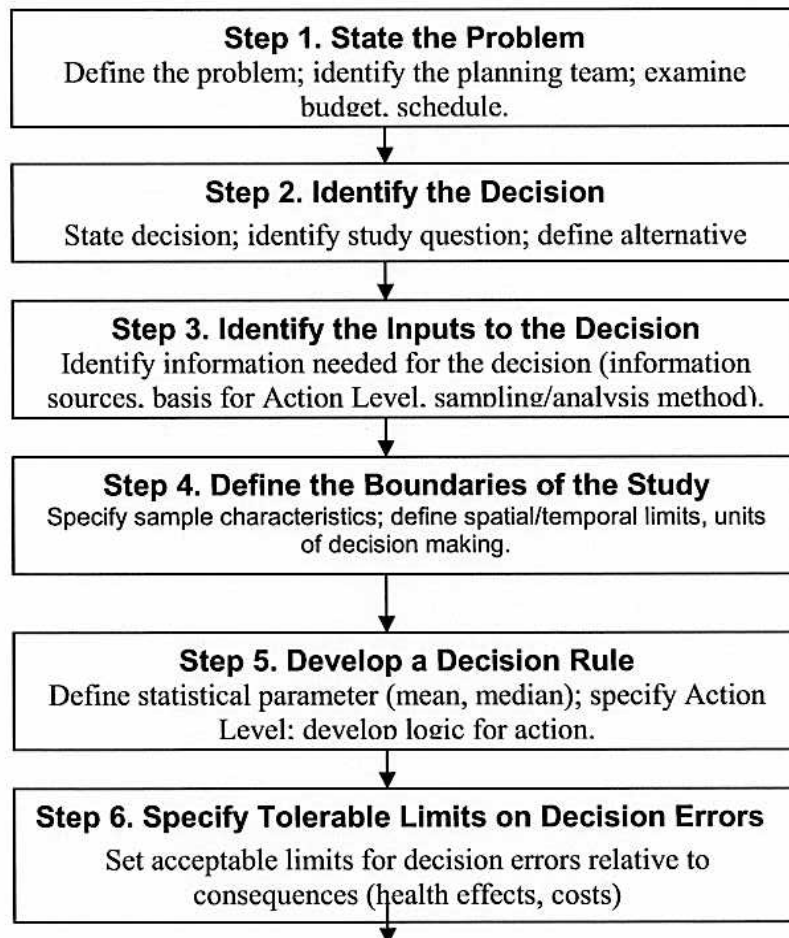 Step 1. State the Problem
Define the problem; identify the planning team; examine
budget, schedule.
Step 2. Identify the Decision
State decision; identify study question; define alternative
Step 3. Identify the Inputs to the Decision
Identify information needed for the decision (information
sources, basis for Action Level, sampling/analysis method).
Step 4. Define the Boundaries of the Study
Specify sample characteristics; define spatial/temporal limits, units
of decision making.
Step 5. Develop a Decision Rule
Define statistical parameter (mean, median); specify Action
Level; develop logic for action.
Step 6. Specify Tolerable Limits on Decision Errors
Set acceptable limits for decision errors relative to
consequences (health effects, costs)